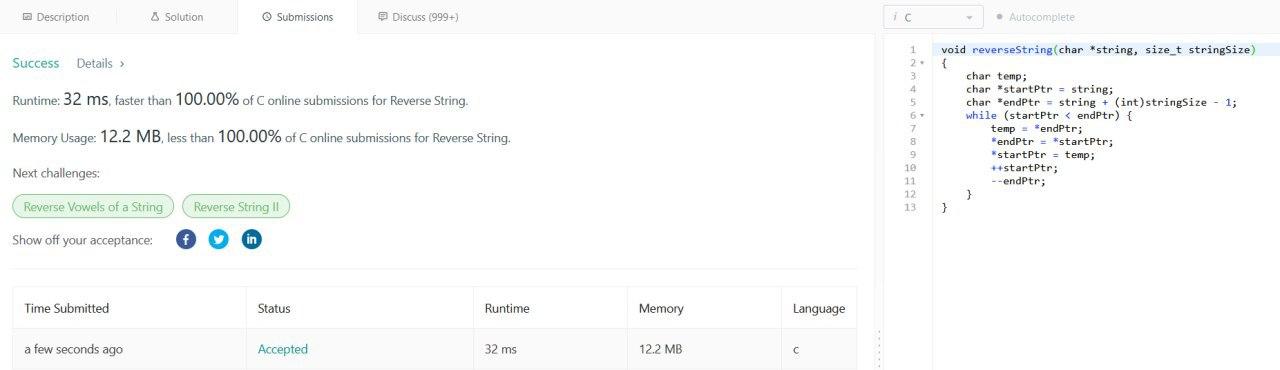 Description
Solution
Submissions
Discuss (999+)
Success
Details ›
Runtime: 32 ms, faster than 100.00% of C online submissions for Reverse String.
Memory Usage: 12.2 MB, less than 100.00% of C online submissions for Reverse String.
Next challenges:
Reverse Vowels of a String
Reverse String II
Show off your acceptance:
f
in
Time Submitted Status Runtime Memory Language
a few seconds ago Accepted 32 ms 12.2 MB c
i C
Autocomplete
1 void reverseString(char *string, size_t stringSize)
2 {
3     char temp;
4     char *startPtr = string;
5     char *endPtr = string + (int)stringSize - 1;
6     while (startPtr < endPtr) {
7         temp = *endPtr;
8         *endPtr = *startPtr;
9         *startPtr = temp;
10         ++startPtr;
11         --endPtr;
12     }
13 }